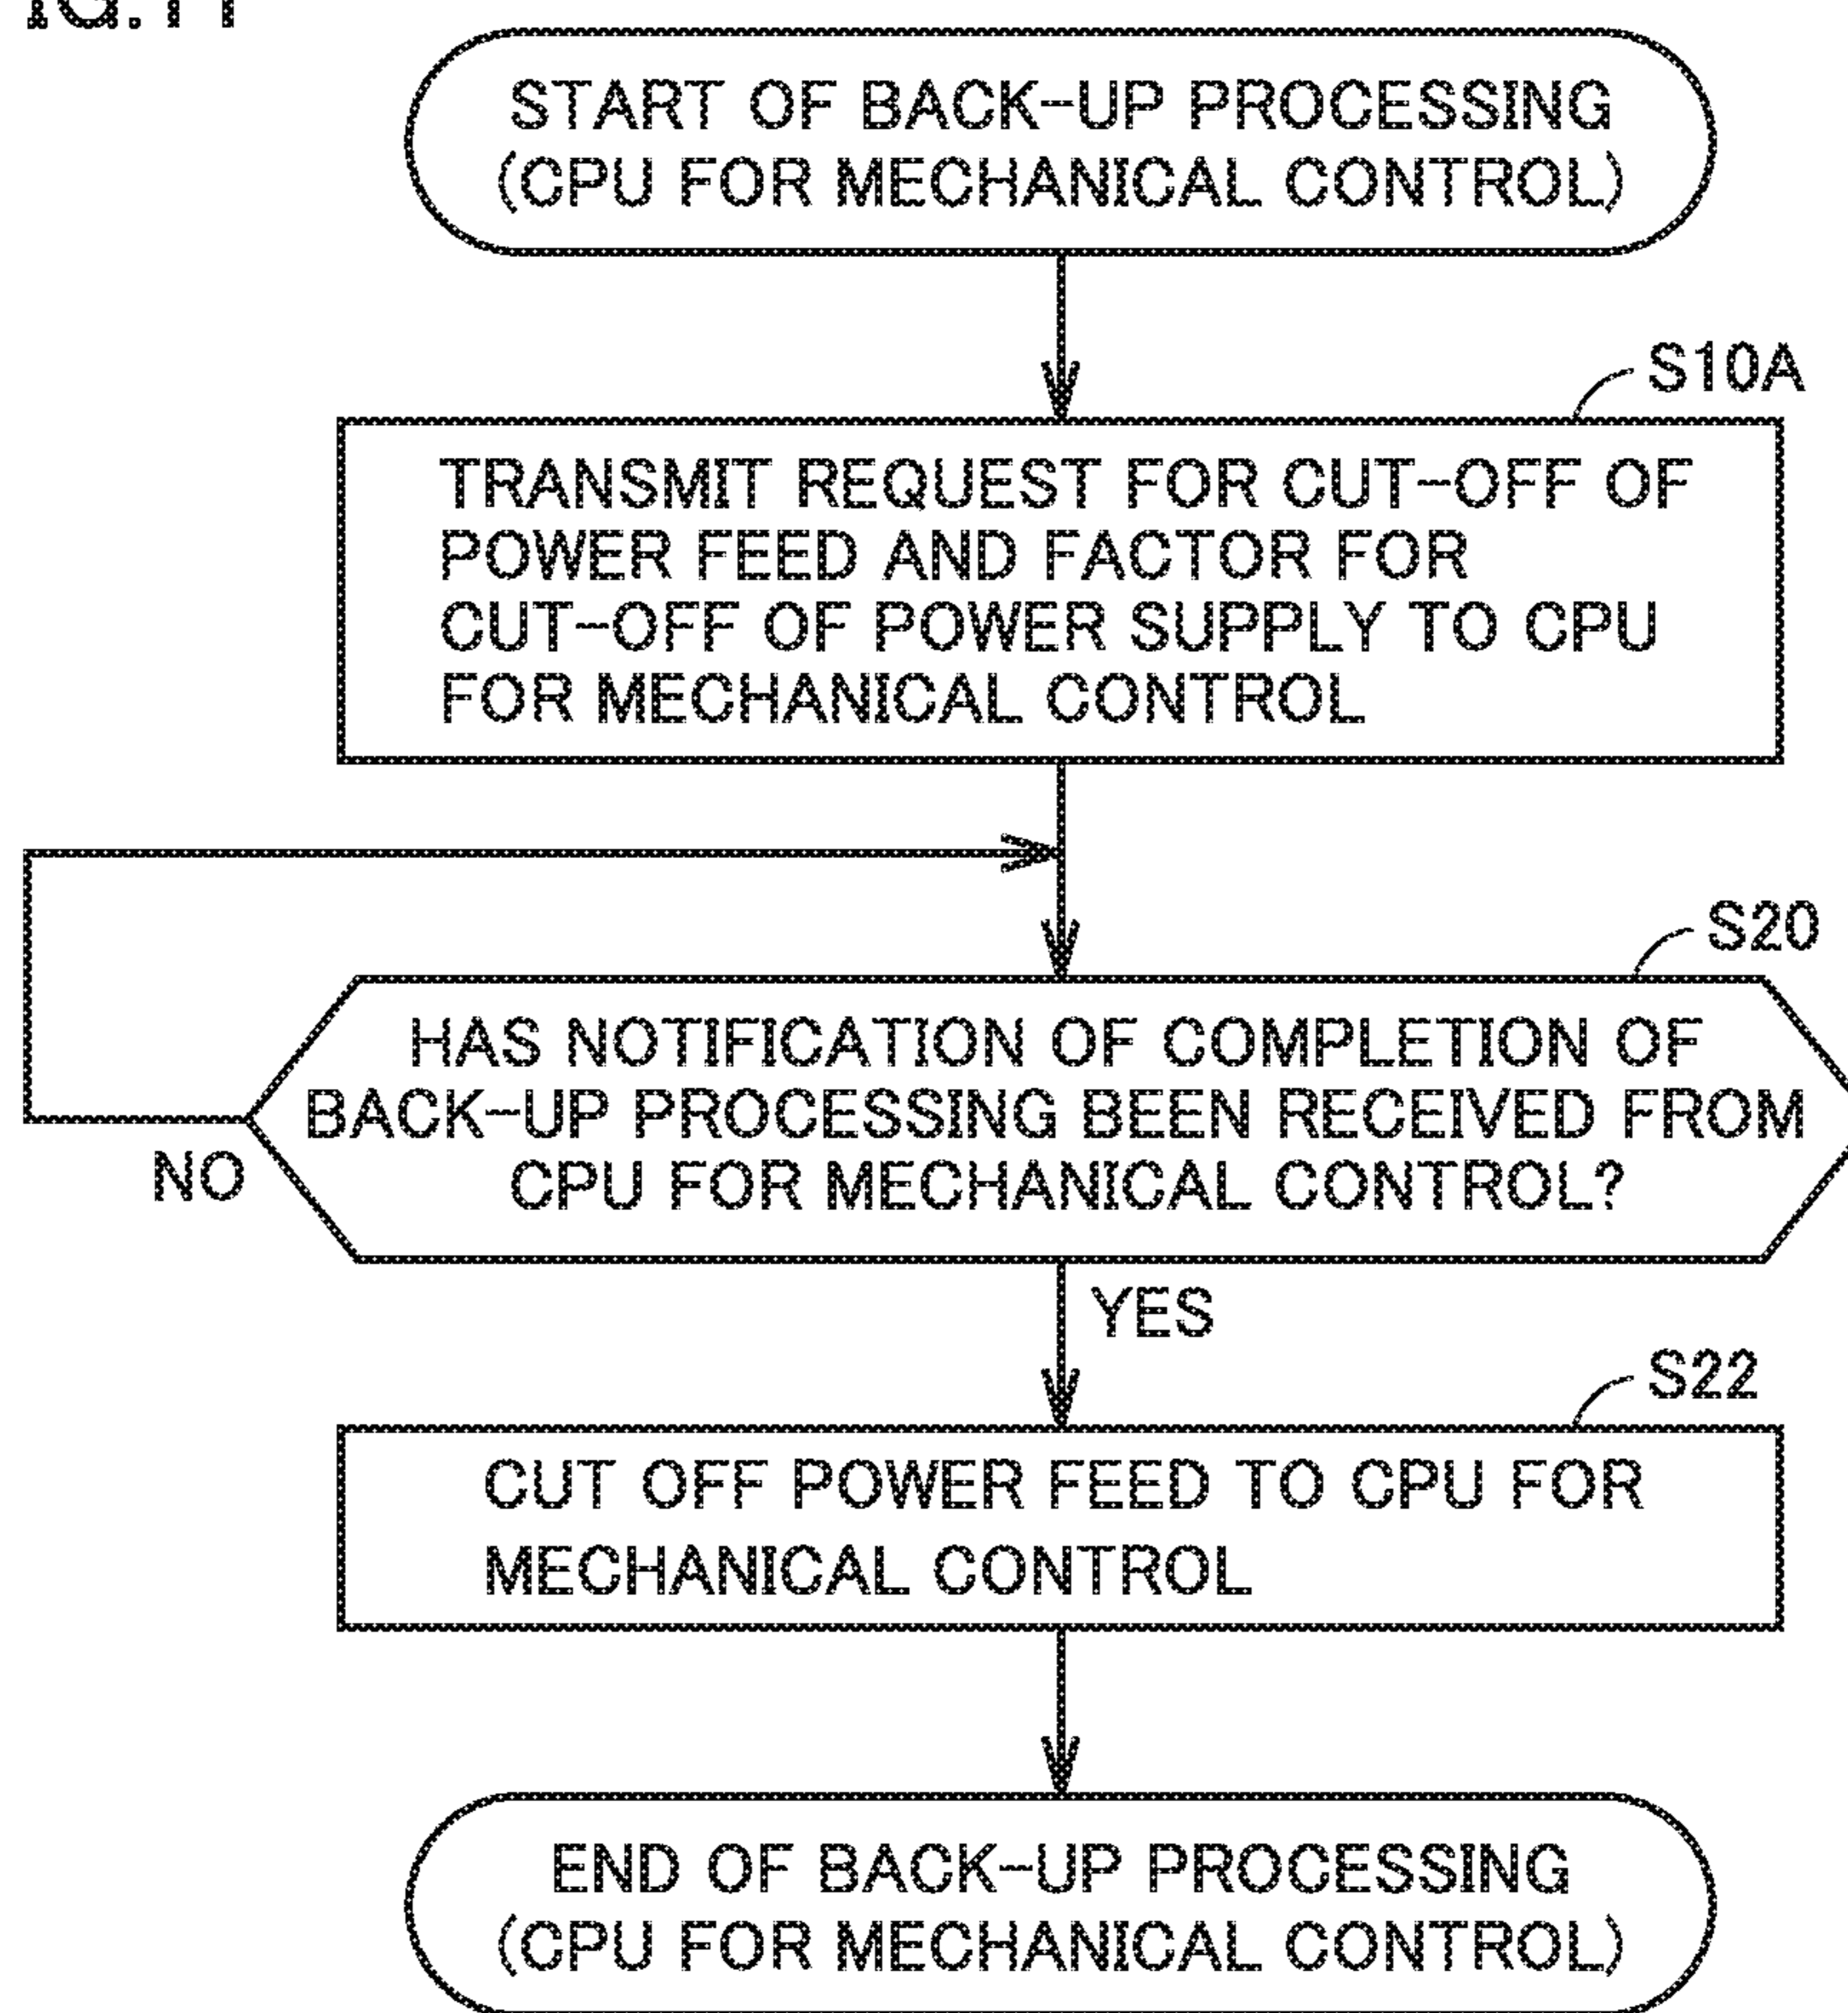 IG.11
START OF BACK-UP PROCESSING
(CPU FOR MECHANICAL CONTROL)
S10A
TRANSMIT REQUEST FOR CUT-OFF OF
POWER FEED AND FACTOR FOR
CUT-OFF OF POWER SUPPLY TO CPU
FOR MECHANICAL CONTROL
S20
HAS NOTIFICATION OF COMPLETION OF
BACK-UP PROCESSING BEEN RECEIVED FROM
CPU FOR MECHANICAL CONTROL?
NO
YES
S22
CUT OFF POWER FEED TO CPU FOR
MECHANICAL CONTROL
END OF BACK-UP PROCESSING
(CPU FOR MECHANICAL CONTROL)